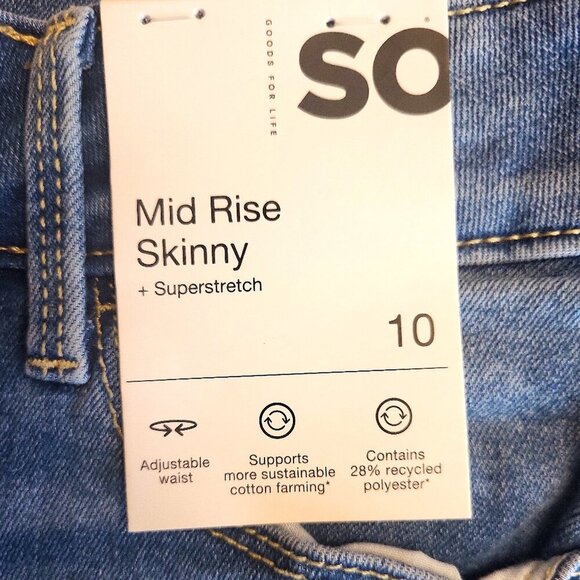 GOODS FOR LIFE
SO®
Mid Rise
Skinny
+ Superstretch
10
Adjustable
waist
Supports
more sustainable
cotton farming*
Contains
28% recycled
polyester*